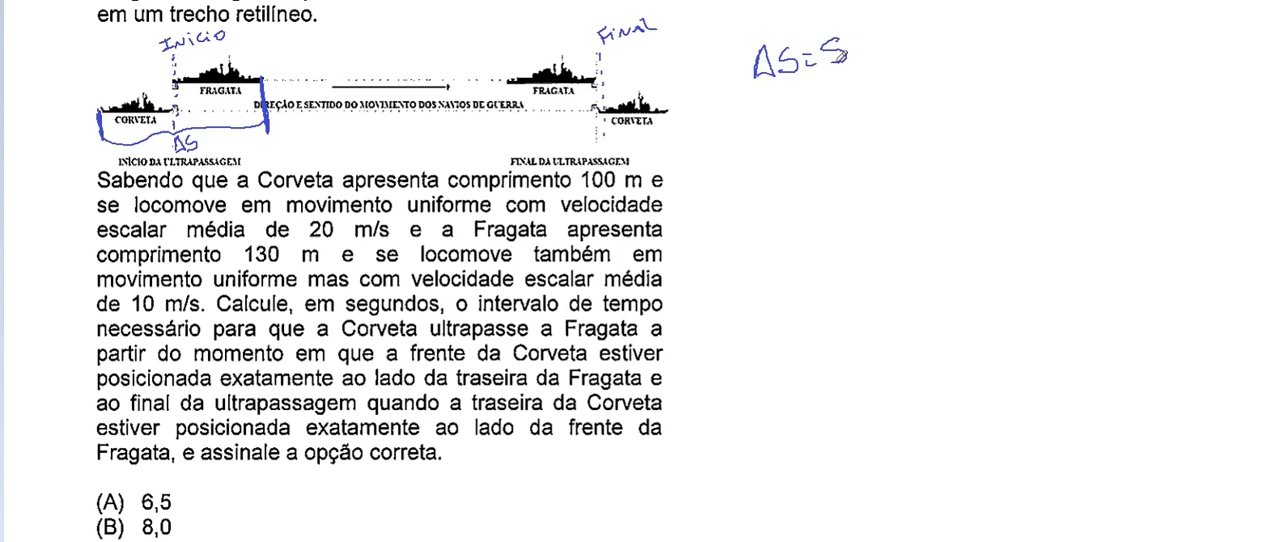 em um trecho retilíneo.
Início
Final
ΔS=S
FRAGATA
FRAGATA
DIREÇÃO E SENTIDO DO MOVIMENTO DOS NAVIOS DE GUERRA
CORVETA
CORVETA
ΔS
INÍCIO DA ULTRAPASSAGEM
FINAL DA ULTRAPASSAGEM
Sabendo que a Corveta apresenta comprimento 100 m e
se locomove em movimento uniforme com velocidade
escalar média de 20 m/s e a Fragata apresenta
comprimento 130 m e se locomove também em
movimento uniforme mas com velocidade escalar média
de 10 m/s. Calcule, em segundos, o intervalo de tempo
necessário para que a Corveta ultrapasse a Fragata a
partir do momento em que a frente da Corveta estiver
posicionada exatamente ao lado da traseira da Fragata e
ao final da ultrapassagem quando a traseira da Corveta
estiver posicionada exatamente ao lado da frente da
Fragata, e assinale a opção correta.
(A) 6,5
(B) 8,0